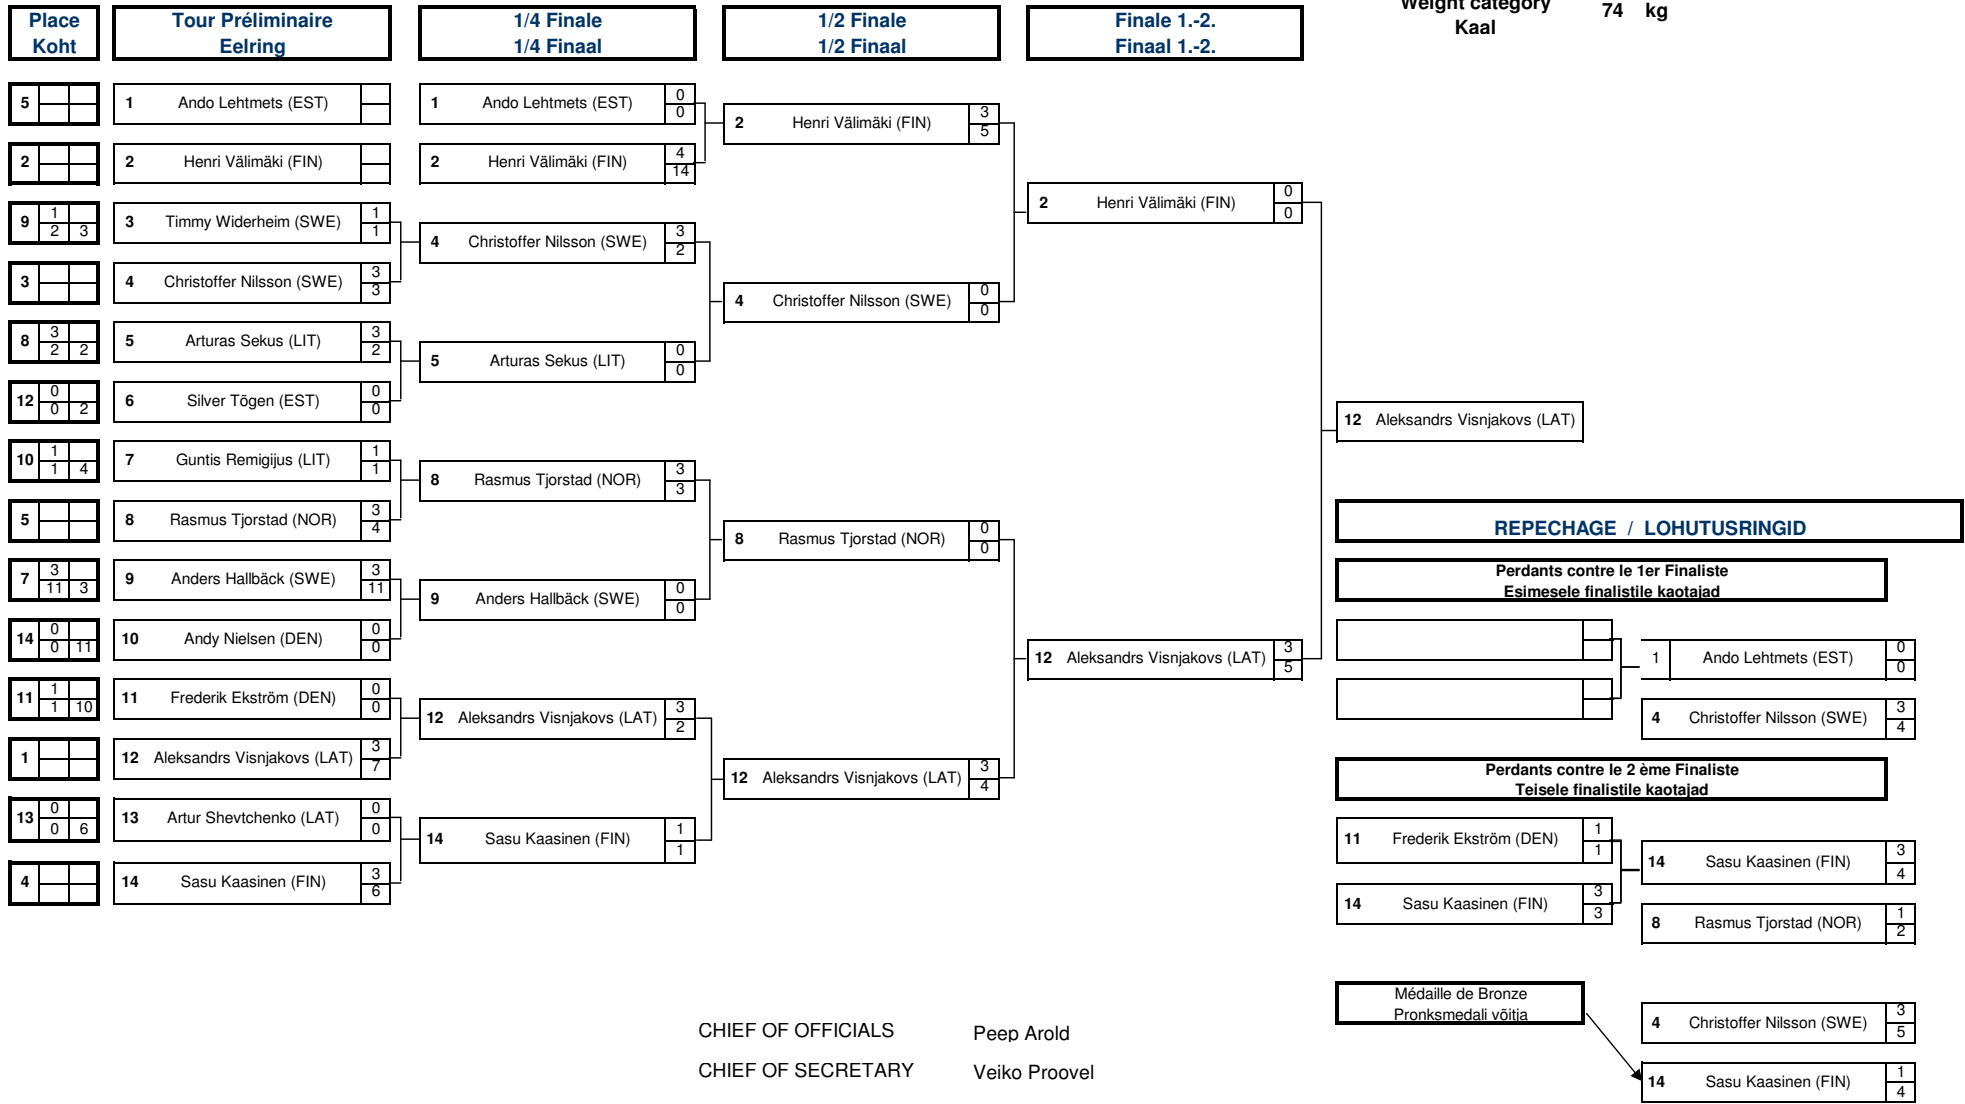 Place
Koht
Tour Préliminaire
Eelring
1/4 Finale
1/4 Finaal
1/2 Finale
1/2 Finaal
Finale 1.-2.
Finaal 1.-2.
Weight category
Kaal
74 kg
5
1 Ando Lehtmets (EST)
2
2 Henri Välimäki (FIN)
9 1 2 3
3 Timmy Widerheim (SWE) 1 1
3
4 Christoffer Nilsson (SWE) 3 3
8 3 2 2
5 Arturas Sekus (LIT) 3 2
12 0 0 2
6 Silver Tõgen (EST) 0 0
10 1 1 4
7 Guntis Remigijus (LIT) 1 1
5
8 Rasmus Tjorstad (NOR) 3 4
7 3 11 3
9 Anders Hallbäck (SWE) 3 11
14 0 0 11
10 Andy Nielsen (DEN) 0 0
11 1 1 10
11 Frederik Ekström (DEN) 0 0
1
12 Aleksandrs Visnjakovs (LAT) 3 7
13 0 0 6
13 Artur Shevtchenko (LAT) 0 0
4
14 Sasu Kaasinen (FIN) 3 6
1 Ando Lehtmets (EST) 0 0
2 Henri Välimäki (FIN) 4 14
4 Christoffer Nilsson (SWE) 3 2
5 Arturas Sekus (LIT) 0 0
8 Rasmus Tjorstad (NOR) 3 3
9 Anders Hallbäck (SWE) 0 0
12 Aleksandrs Visnjakovs (LAT) 3 2
14 Sasu Kaasinen (FIN) 1 1
2 Henri Välimäki (FIN) 3 5
4 Christoffer Nilsson (SWE) 0 0
8 Rasmus Tjorstad (NOR) 0 0
12 Aleksandrs Visnjakovs (LAT) 3 4
2 Henri Välimäki (FIN) 0 0
12 Aleksandrs Visnjakovs (LAT) 3 5
12 Aleksandrs Visnjakovs (LAT)
REPECHAGE / LOHUTUSRINGID
Perdants contre le 1er Finaliste
Esimesele finalistile kaotajad
1 Ando Lehtmets (EST) 0 0
4 Christoffer Nilsson (SWE) 3 4
Perdants contre le 2 ème Finaliste
Teisele finalistile kaotajad
11 Frederik Ekström (DEN) 1 1
14 Sasu Kaasinen (FIN) 3 3
14 Sasu Kaasinen (FIN) 3 4
8 Rasmus Tjorstad (NOR) 1 2
Médaille de Bronze
Pronksmedali võitja
4 Christoffer Nilsson (SWE) 3 5
14 Sasu Kaasinen (FIN) 1 4
CHIEF OF OFFICIALS Peep Arold
CHIEF OF SECRETARY Veiko Proovel